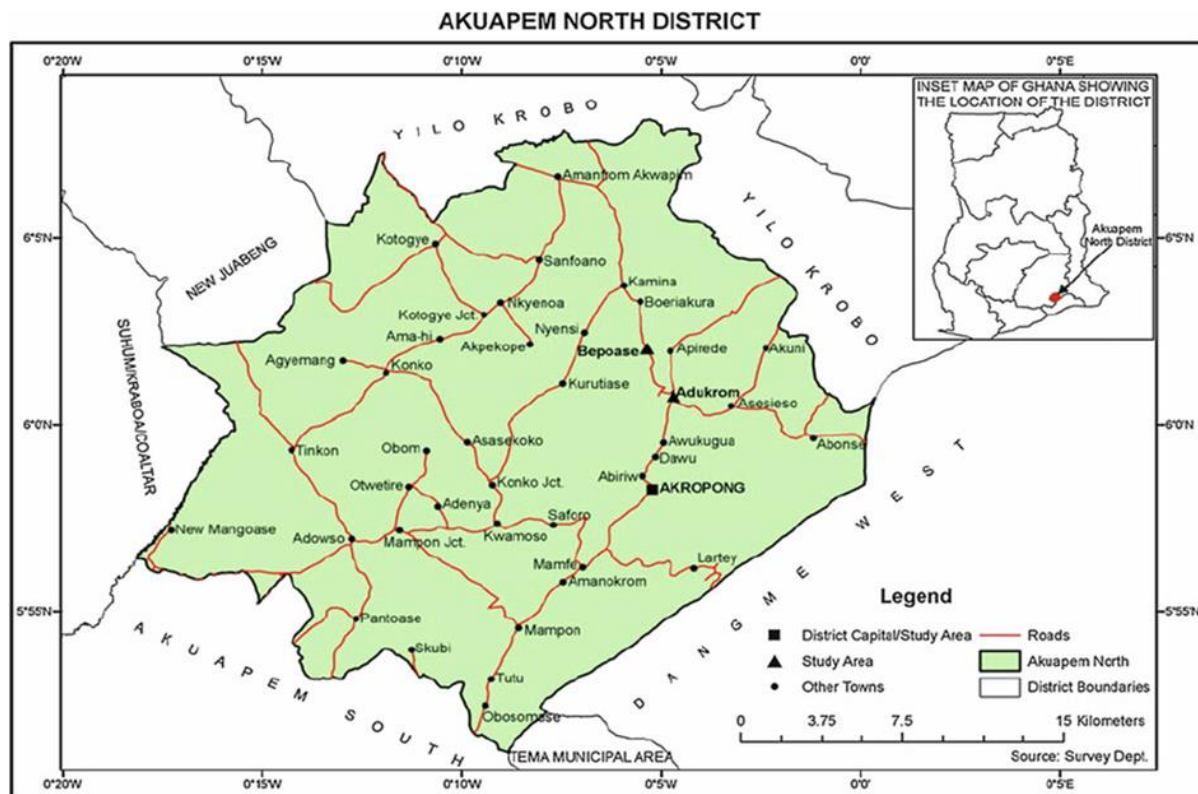 AKUAPEM NORTH DISTRICT
0°20'W 0°15'W 0°10'W 0°5'W 0°0' 0°5'E
INSET MAP OF GHANA SHOWING
THE LOCATION OF THE DISTRICT
Akuapem
North District
YILO KROBO
YILO KROBO
NEW JUABENG
SUHUM/KRABOA/COALTAR
AKUAPEM SOUTH
DANGME WEST
TEMA MUNICIPAL AREA
6°5'N 6°5'N
6°0'N 6°0'N
5°55'N 5°55'N
Amantrom Akwapim
Kotogye
Sanfoano
Kamina
Nkyenoa
Boeriakura
Kotogye Jct.
Nyensi
Ama-hi
Akpekope
Bepoase
Apirede
Akuni
Agyemang
Konko
Kurutiase
Adukrom
Asesieso
Tinkon
Obom
Asasekoko
Awukugua
Abonse
Dawu
Otwetire
Konko Jct.
Abiriw
AKROPONG
Adenya
Saforo
New Mangoase
Adowso
Mampon Jct.
Kwamoso
Mamfe
Lartey
Amanokrom
Pantoase
Mampon
Skubi
Tutu
Obosomase
Legend
District Capital/Study Area
Study Area
Other Towns
Roads
Akuapem North
District Boundaries
0 3.75 7.5 15 Kilometers
Source: Survey Dept.
0°20'W 0°15'W 0°10'W 0°5'W 0°0' 0°5'E